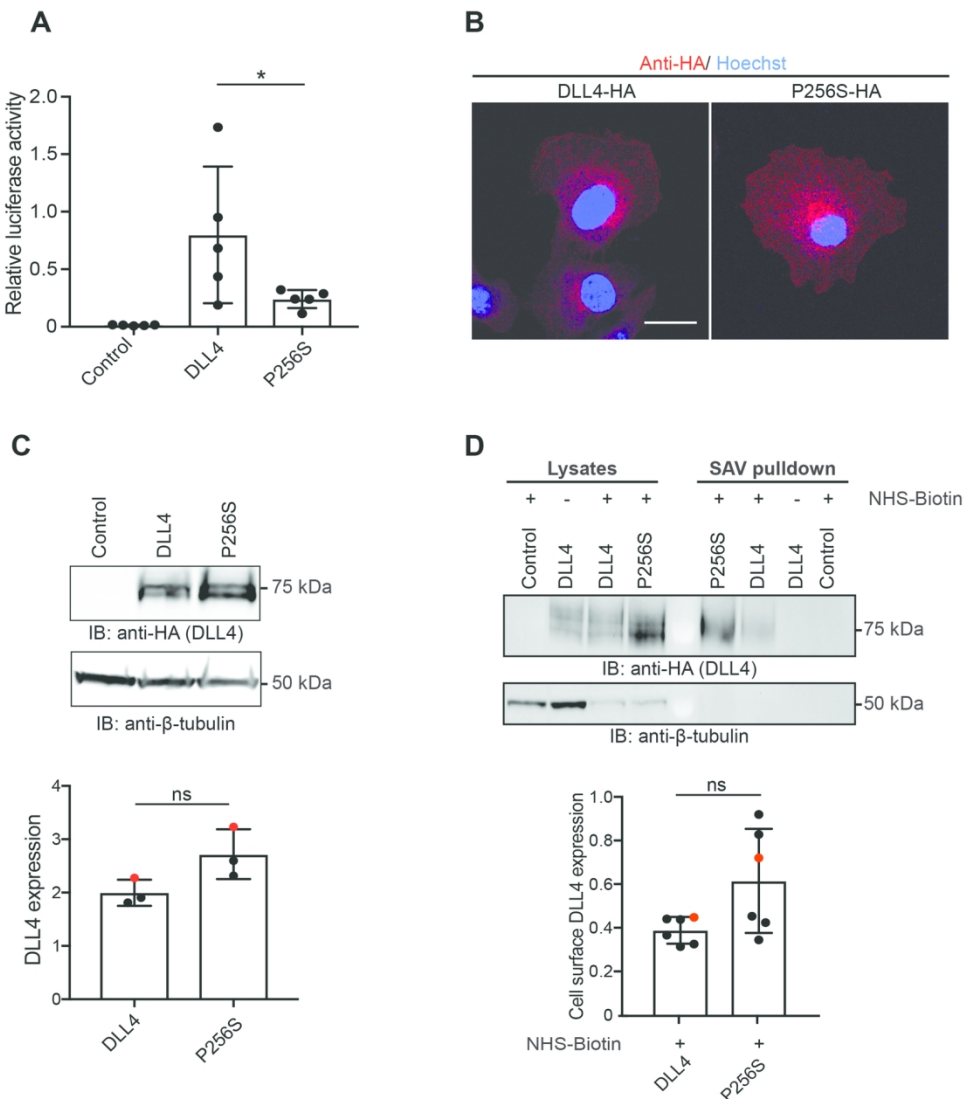 A
*
Relative luciferase activity
2.0
1.5
1.0
0.5
0
Control
DLL4
P256S
B
Anti-HA/ Hoechst
DLL4-HA
P256S-HA
C
Control
DLL4
P256S
75 kDa
IB: anti-HA (DLL4)
50 kDa
IB: anti-β-tubulin
ns
DLL4 expression
4
3
2
1
0
DLL4
P256S
D
Lysates
SAV pulldown
+ - + + + + - + NHS-Biotin
Control
DLL4
DLL4
P256S
P256S
DLL4
DLL4
Control
75 kDa
IB: anti-HA (DLL4)
50 kDa
IB: anti-β-tubulin
ns
Cell surface DLL4 expression
1.0
0.8
0.6
0.4
0.2
0
NHS-Biotin + +
DLL4
P256S